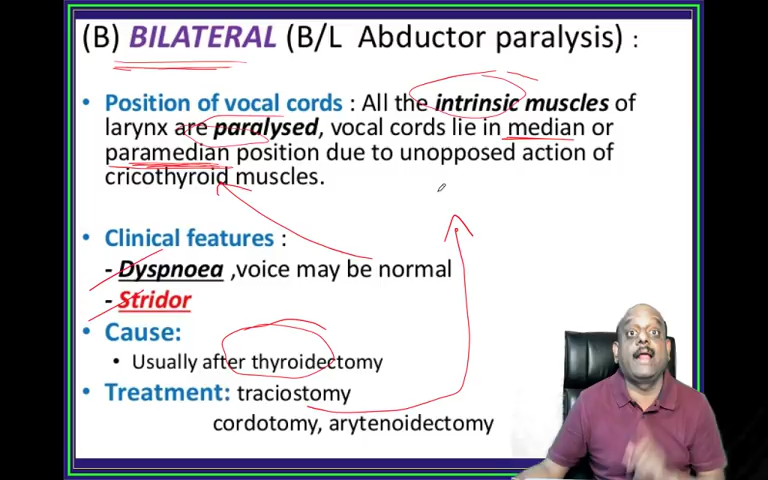 (B) BILATERAL (B/L Abductor paralysis) :
• Position of vocal cords : All the intrinsic muscles of
larynx are paralysed, vocal cords lie in median or
paramedian position due to unopposed action of
cricothyroid muscles.
• Clinical features :
- Dyspnoea ,voice may be normal
- Stridor
• Cause:
• Usually after thyroidectomy
• Treatment: traciostomy
cordotomy, arytenoidectomy